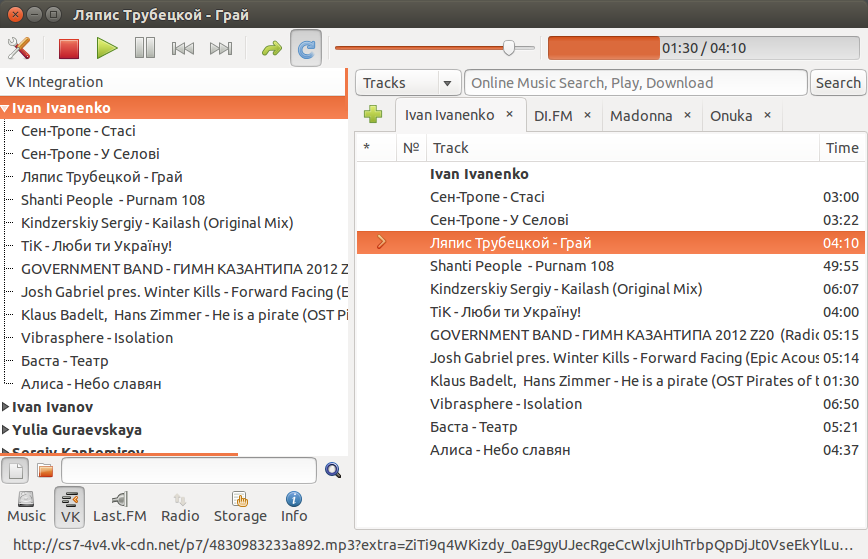 Ляпис Трубецкой - Грай
01:30 / 04:10
VK Integration
Ivan Ivanenko
Сен-Тропе - Стасі
Сен-Тропе - У Селові
Ляпис Трубецкой - Грай
Shanti People - Purnam 108
Kindzerskiy Sergiy - Kailash (Original Mix)
ТіК - Люби ти Україну!
GOVERNMENT BAND - ГИМН КАЗАНТИПА 2012 Z
Josh Gabriel pres. Winter Kills - Forward Facing (E
Klaus Badelt, Hans Zimmer - He is a pirate (OST Pi
Vibrasphere - Isolation
Баста - Театр
Алиса - Небо славян
Ivan Ivanov
Yulia Guraevskaya
Sergiy Kantemirov
Music VK Last.FM Radio Storage Info
Tracks Online Music Search, Play, Download Search
Ivan Ivanenko × DI.FM × Madonna × Onuka ×
* № Track Time
Ivan Ivanenko
Сен-Тропе - Стасі 03:00
Сен-Тропе - У Селові 03:22
Ляпис Трубецкой - Грай 04:10
Shanti People - Purnam 108 49:55
Kindzerskiy Sergiy - Kailash (Original Mix) 06:07
ТіК - Люби ти Україну! 04:00
GOVERNMENT BAND - ГИМН КАЗАНТИПА 2012 Z20 (Radio 05:15
Josh Gabriel pres. Winter Kills - Forward Facing (Epic Acous 05:14
Klaus Badelt, Hans Zimmer - He is a pirate (OST Pirates of t 01:30
Vibrasphere - Isolation 06:50
Баста - Театр 05:21
Алиса - Небо славян 04:37
http://cs7-4v4.vk-cdn.net/p7/4830983233a892.mp3?extra=ZiTi9q4WKizdy_0aE9gyUJecRgeCcWlxjUIhTrbpQpDjJt0VseEkYlLu...